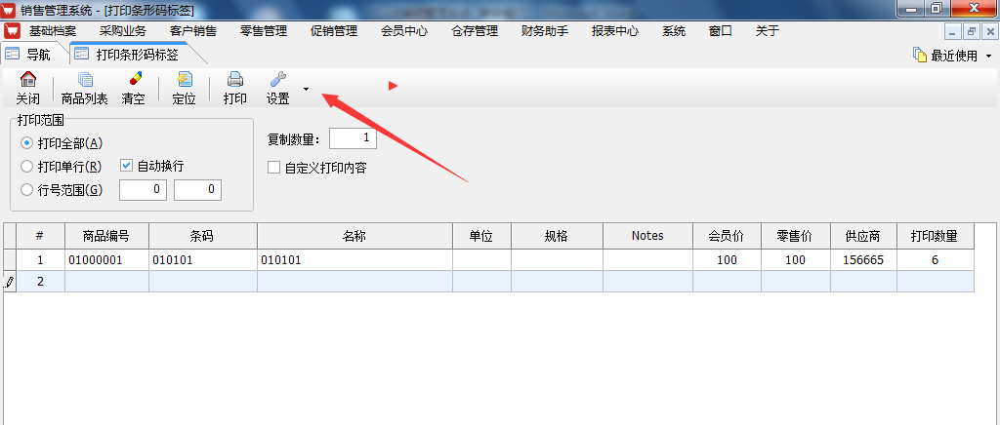 销售管理系统 - [打印条形码标签]
基础档案 采购业务 客户销售 零售管理 促销管理 会员中心 仓存管理 财务助手 报表中心 系统 窗口 关于
导航 打印条形码标签 最近使用
关闭 商品列表 清空 定位 打印 设置
打印范围
打印全部(A)
复制数量： 1
打印单行(R) 自动换行
自定义打印内容
行号范围(G) 0 0
# 商品编号 条码 名称 单位 规格 Notes 会员价 零售价 供应商 打印数量
1 01000001 010101 010101 100 100 156665 6
2